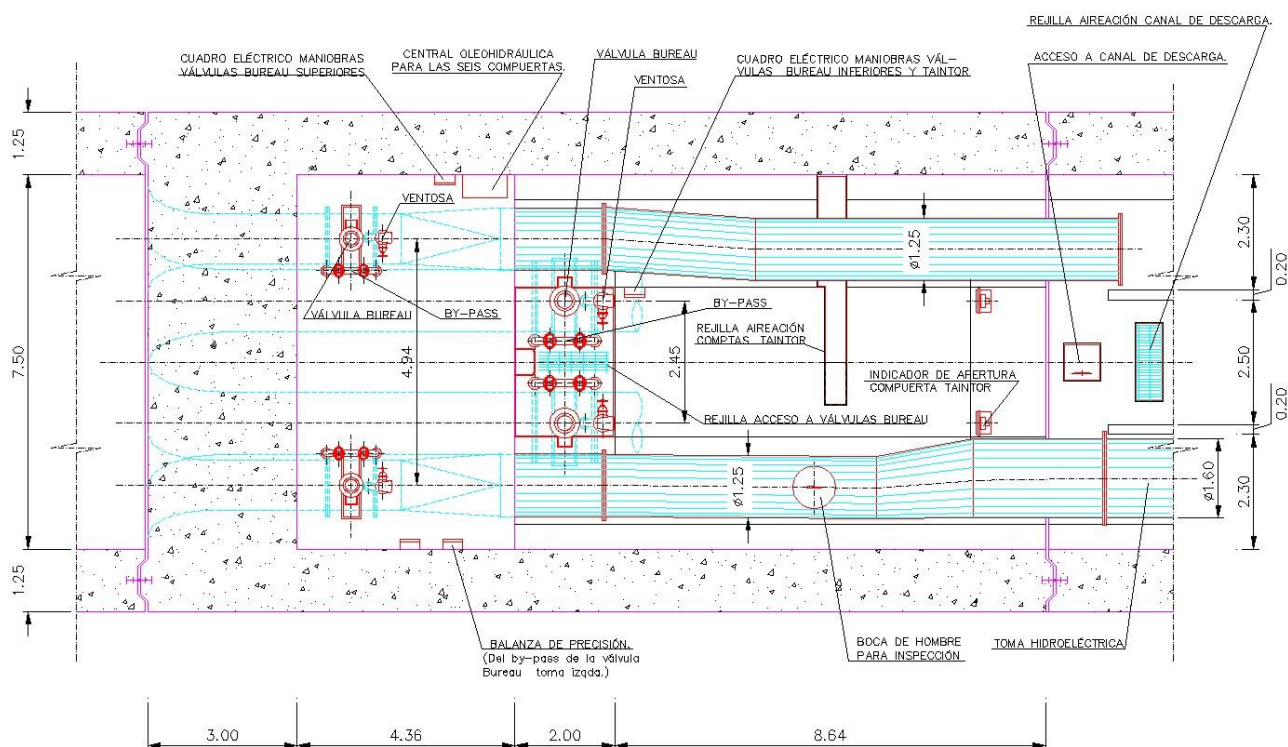 REJILLA AIREACIÓN CANAL DE DESCARGA.
CUADRO ELÉCTRICO MANIOBRAS
VÁLVULAS BUREAU SUPERIORES
CENTRAL OLEOHIDRÁULICA
PARA LAS SEIS COMPUERTAS.
VÁLVULA BUREAU
VENTOSA
CUADRO ELÉCTRICO MANIOBRAS VÁL-
VULAS BUREAU INFERIORES Y TAINTOR
ACCESO A CANAL DE DESCARGA.
1.25
7.50
1.25
VENTOSA
VÁLVULA BUREAU
BY-PASS
4.94
BY-PASS
2.45
REJILLA AIREACIÓN
COMPTAS TAINTOR
REJILLA ACCESO A VÁLVULAS BUREAU
INDICADOR DE APERTURA
COMPUERTA TAINTOR
ø1.25
ø1.25
ø1.60
2.30
0.20
2.50
0.20
2.30
BALANZA DE PRECISIÓN.
(Del by-pass de la válvula
Bureau toma izqda.)
BOCA DE HOMBRE
PARA INSPECCIÓN
TOMA HIDROELÉCTRICA
3.00
4.36
2.00
8.64